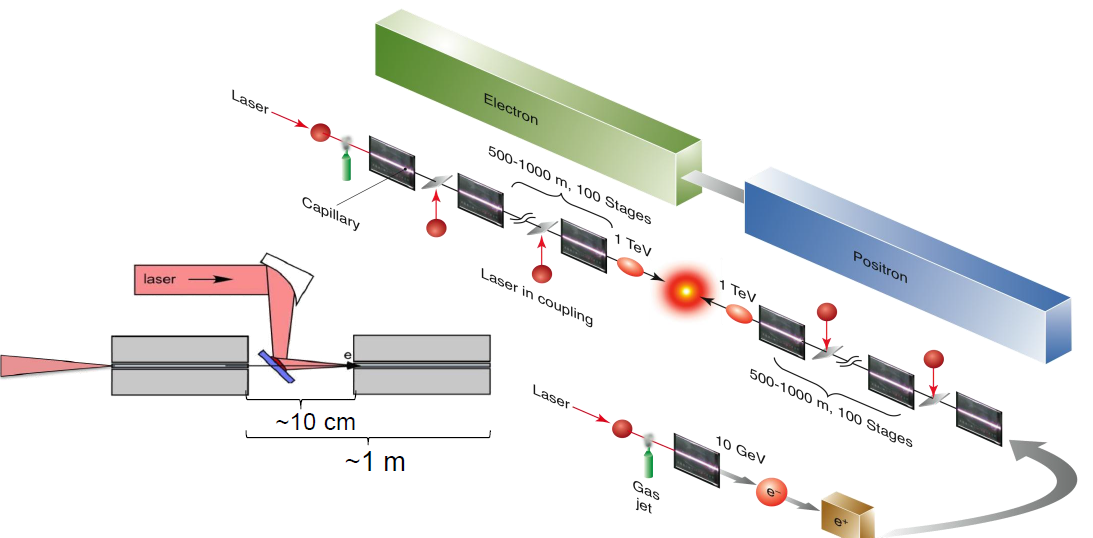 Electron
Laser
500-1000 m, 100 Stages
Capillary
1 TeV
Positron
Laser in coupling
1 TeV
laser
e
~10 cm
~1 m
500-1000 m, 100 Stages
Laser
10 GeV
Gas
jet
e⁻
e⁺